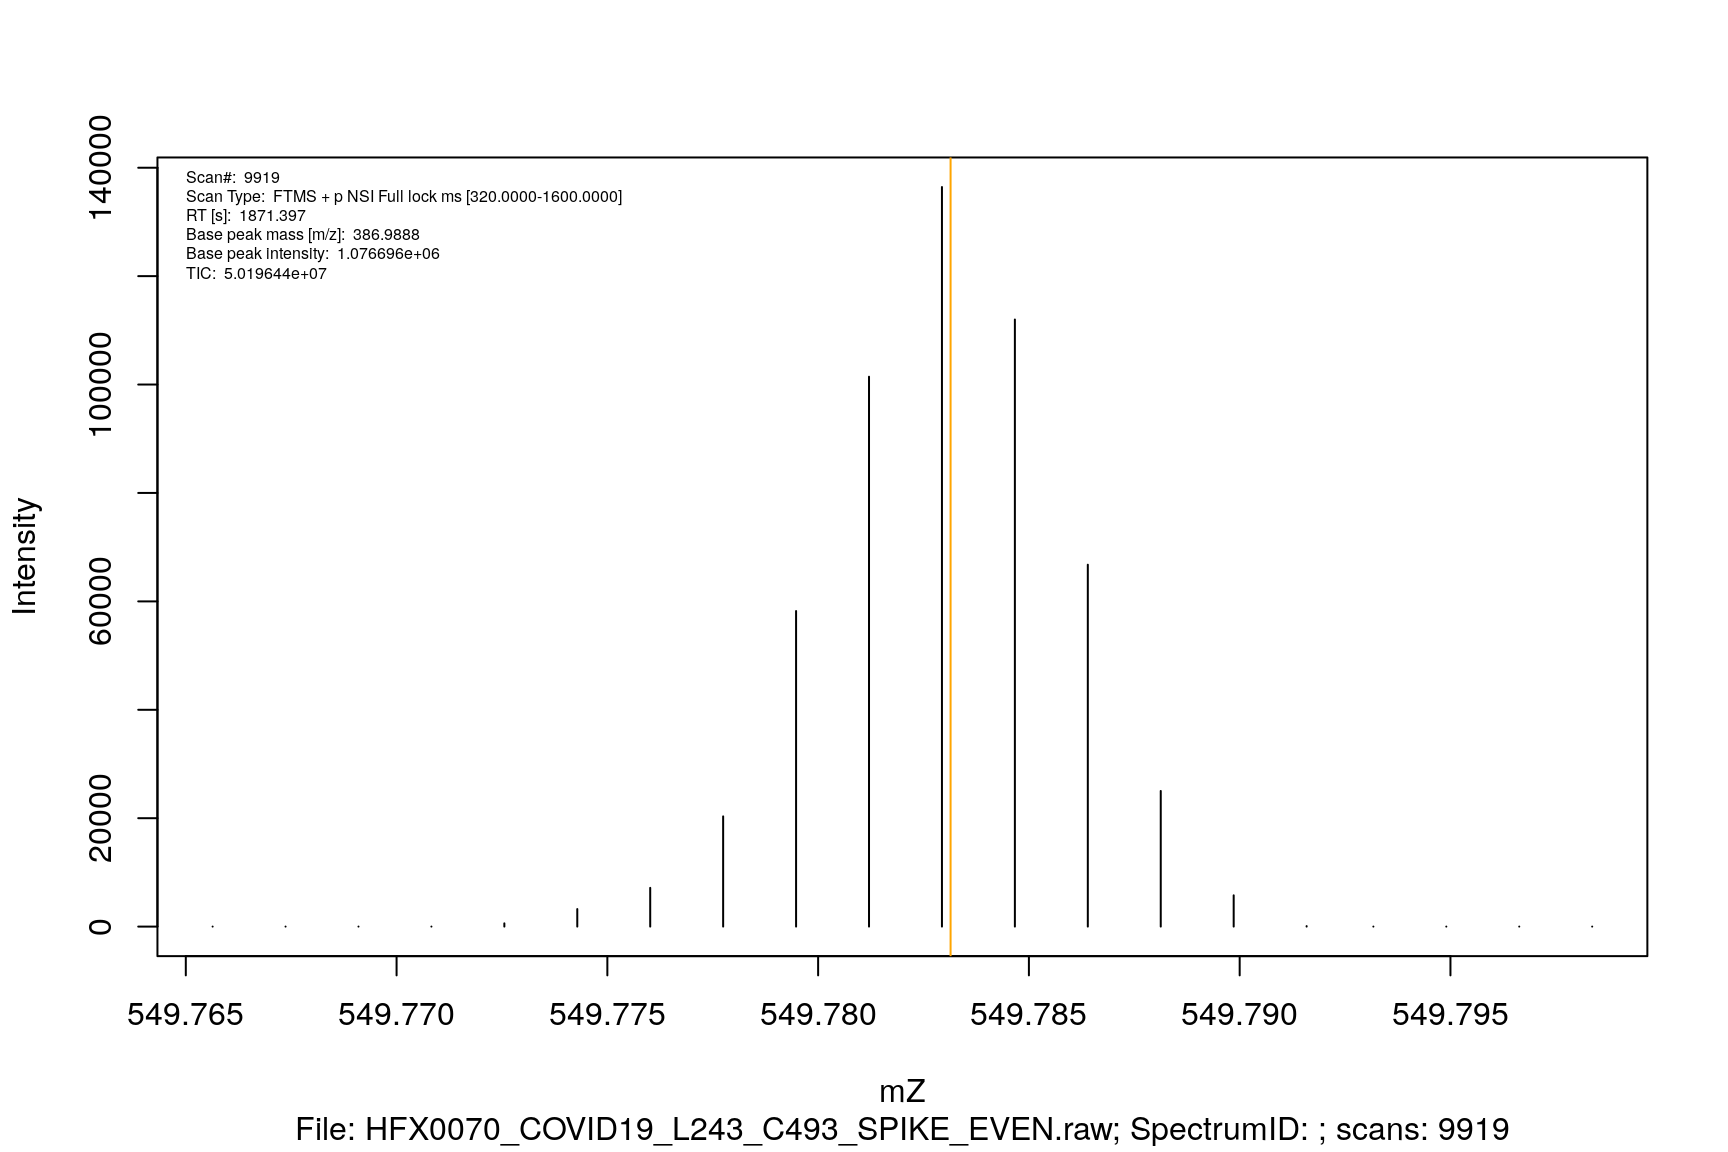 Scan#: 9919
Scan Type: FTMS + p NSI Full lock ms [320.0000-1600.0000]
RT [s]: 1871.397
Base peak mass [m/z]: 386.9888
Base peak intensity: 1.076696e+06
TIC: 5.019644e+07
140000
100000
60000
20000
0
Intensity
549.765 549.770 549.775 549.780 549.785 549.790 549.795
mZ
File: HFX0070_COVID19_L243_C493_SPIKE_EVEN.raw; SpectrumID: ; scans: 9919